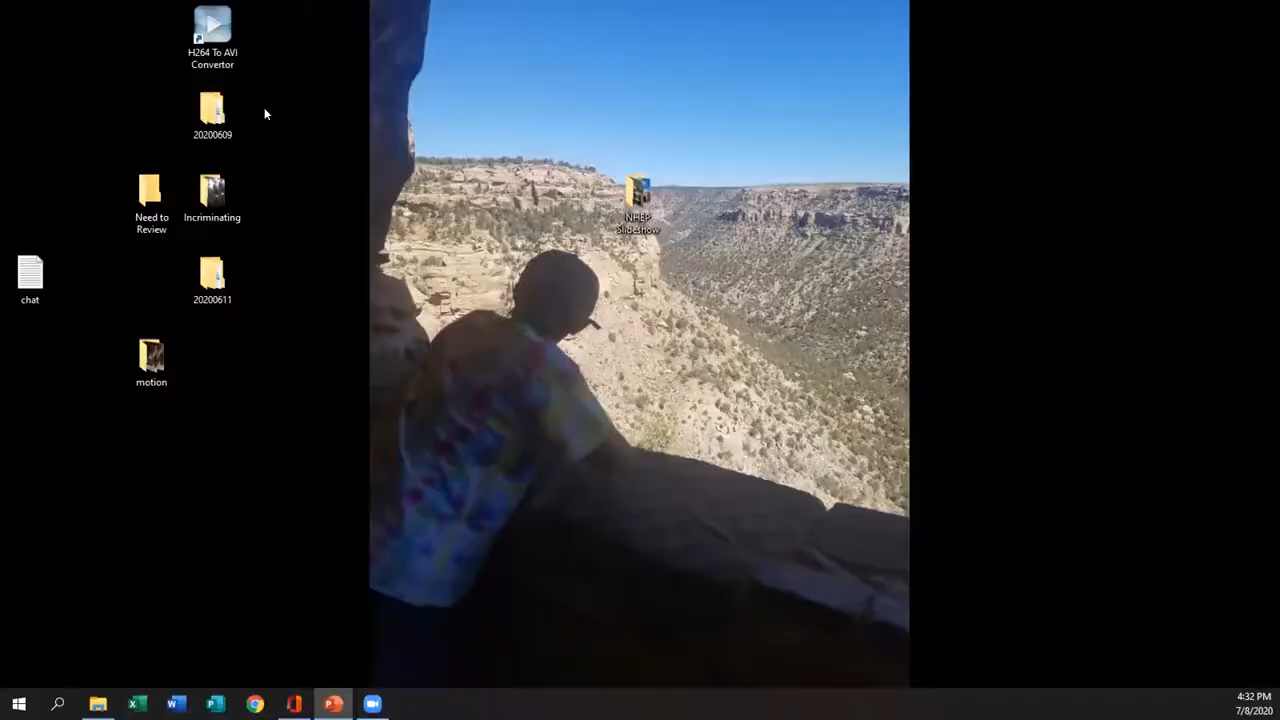 H264 To AVI
Convertor
20200609
Need to
Review
Incriminating
NHEP
Slideshow
chat
20200611
motion
4:32 PM
7/8/2020